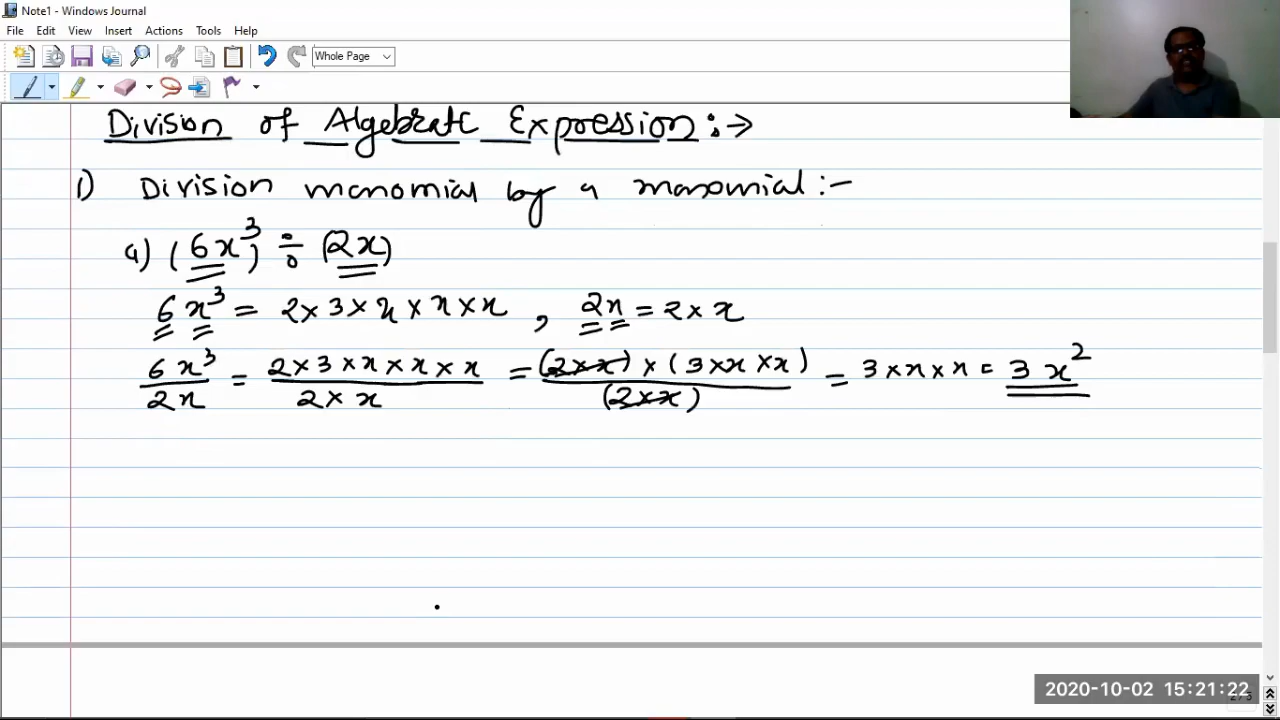 Note1 - Windows Journal
File Edit View Insert Actions Tools Help
Whole Page
Division of Algebraic Expression :→
1) Division monomial by a monomial :-
a) (6x³) ÷ (2x)
6x³ = 2 × 3 × x × x × x , 2x = 2 × x
6x³/2x = 2 × 3 × x × x × x / 2 × x = (2 × x) × (3 × x × x) / (2 × x) = 3 × x × x = 3x²
2020-10-02 15:21:22